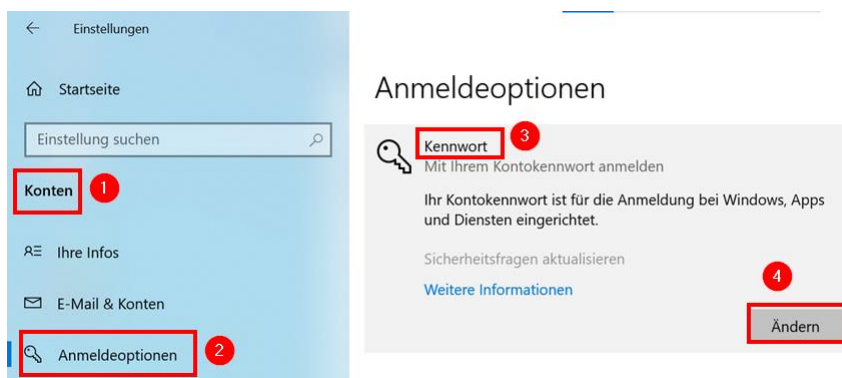 Einstellungen
Startseite
Einstellung suchen
Konten 1
Ihre Infos
E-Mail & Konten
Anmeldeoptionen 2
Anmeldeoptionen
Kennwort 3
Mit Ihrem Kontokennwort anmelden
Ihr Kontokennwort ist für die Anmeldung bei Windows, Apps
und Diensten eingerichtet.
Sicherheitsfragen aktualisieren
Weitere Informationen
4
Ändern